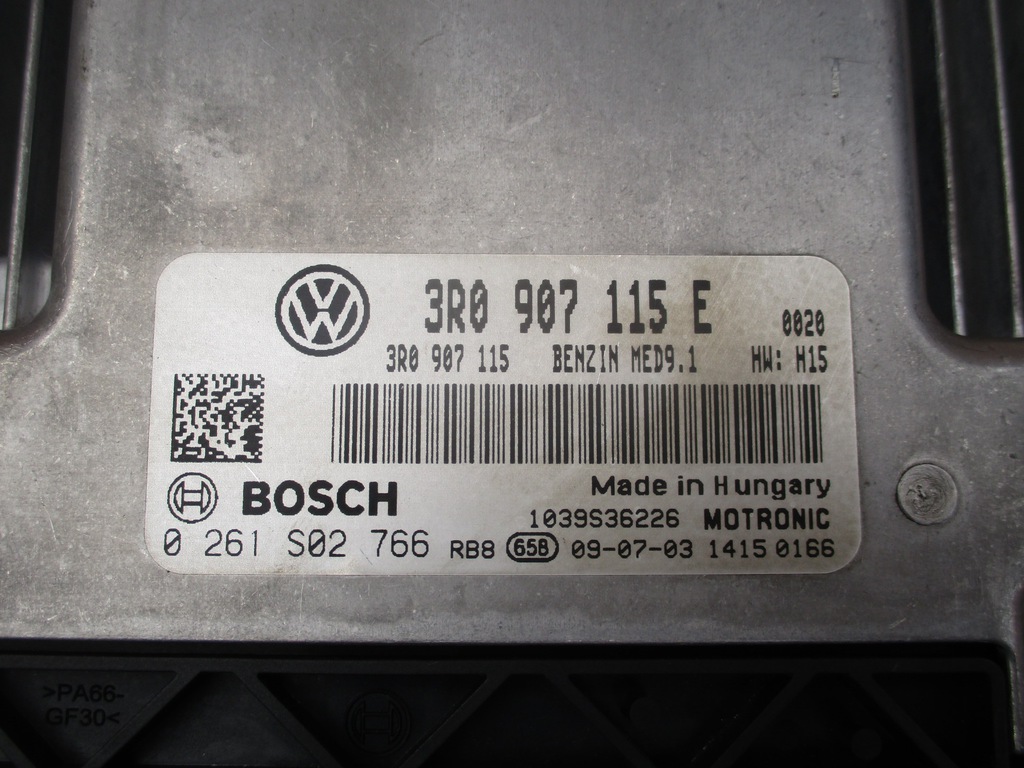 3R0 907 115 E 0020
3R0 907 115 BENZIN MED9.1 HW: H15
BOSCH
Made in Hungary
1039S36226 MOTRONIC
0 261 S02 766 RB8 65B 09-07-03 1415 0166
>PA66-
GF30<